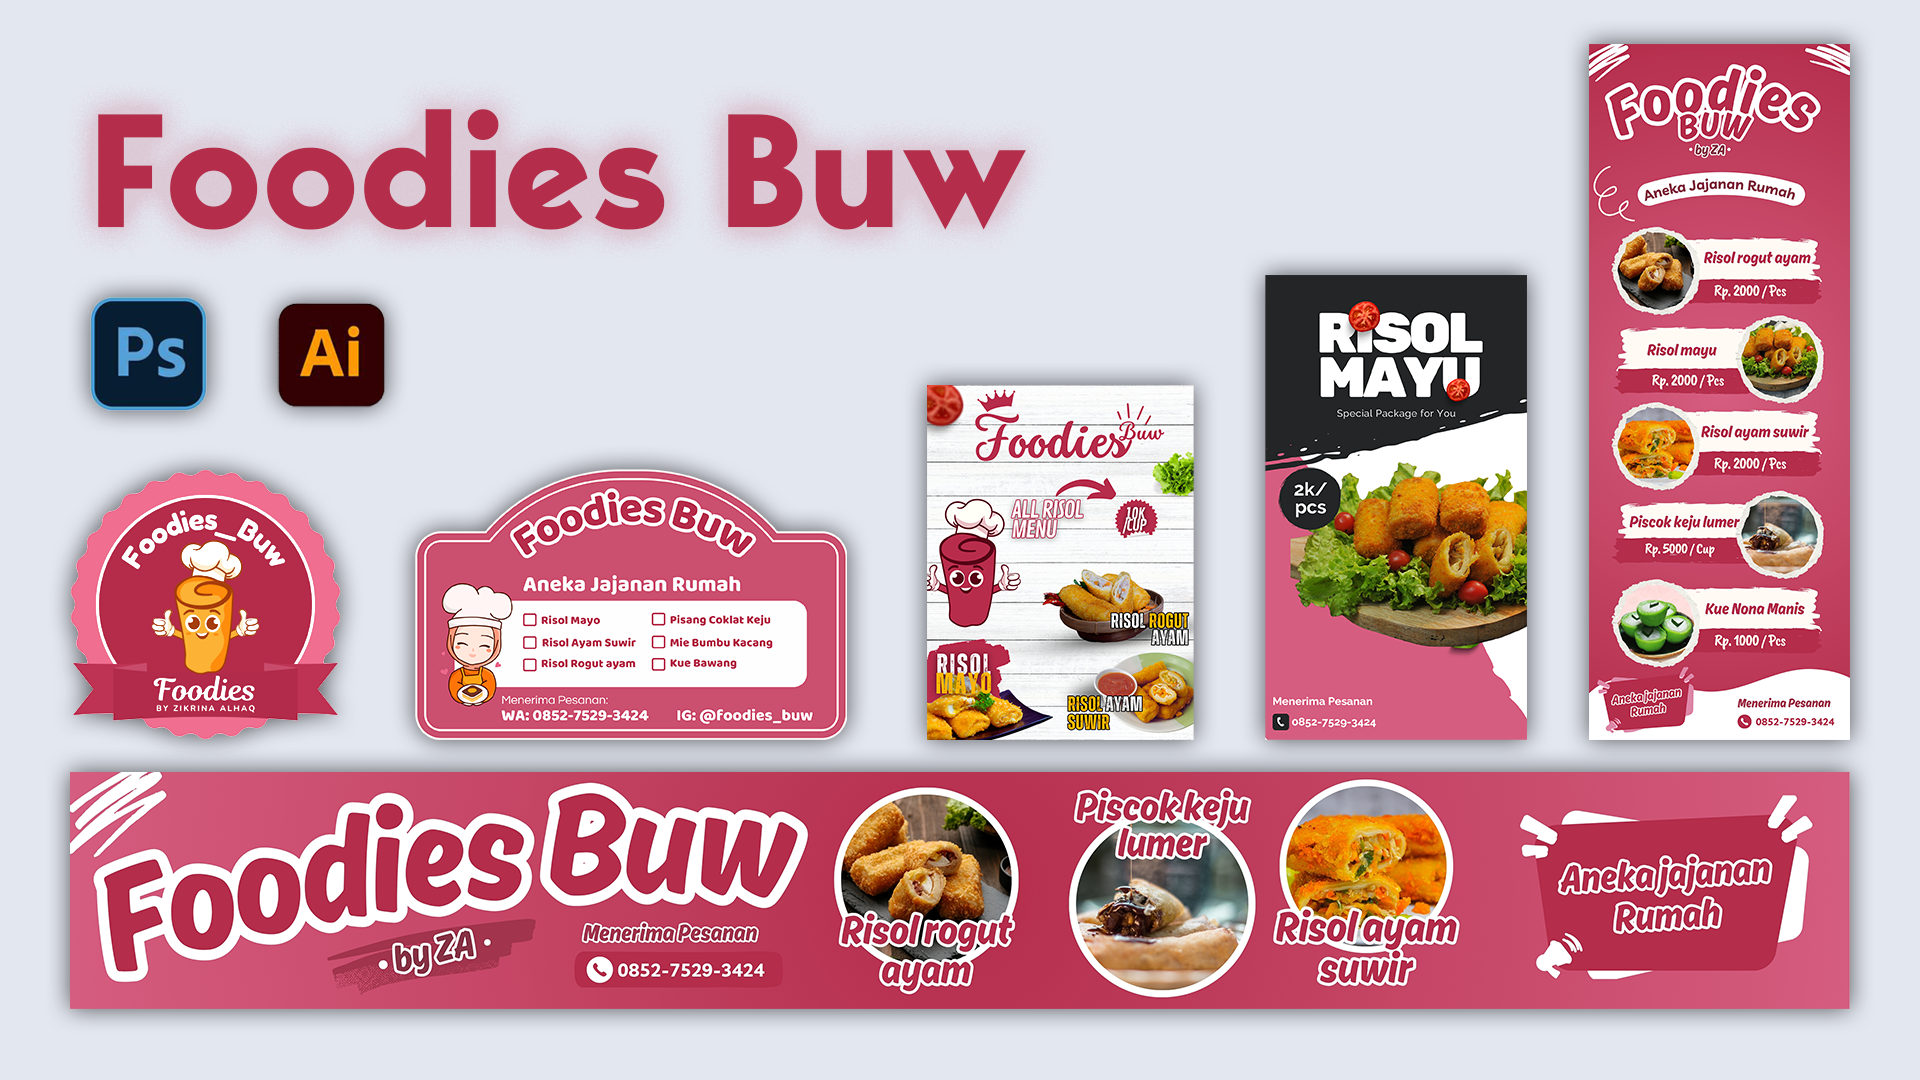 Foodies Buw
Ps
Ai
Foodies_Buw
Foodies
BY ZIKRINA ALHAQ
Foodies Buw
Aneka Jajanan Rumah
Risol Mayo
Pisang Coklat Keju
Risol Ayam Suwir
Mie Bumbu Kacang
Risol Rogut ayam
Kue Bawang
Menerima Pesanan:
WA: 0852-7529-3424
IG: @foodies_buw
Foodies Buw
ALL RISOL
MENU
10K
/CUP
RISOL ROGUT
AYAM
RISOL
MAYO
RISOL AYAM
SUWIR
RISOL
MAYU
Special Package for You
2k/
pcs
Menerima Pesanan
0852-7529-3424
Foodies
BUW
•by ZA•
Aneka Jajanan Rumah
Risol rogut ayam
Rp. 2000 / Pcs
Risol mayu
Rp. 2000 / Pcs
Risol ayam suwir
Rp. 2000 / Pcs
Piscok keju lumer
Rp. 5000 / Cup
Kue Nona Manis
Rp. 1000 / Pcs
Aneka jajanan
Rumah
Menerima Pesanan
0852-7529-3424
Foodies Buw
• by ZA •
Menerima Pesanan
0852-7529-3424
Risol rogut
ayam
Piscok keju
lumer
Risol ayam
suwir
Aneka jajanan
Rumah